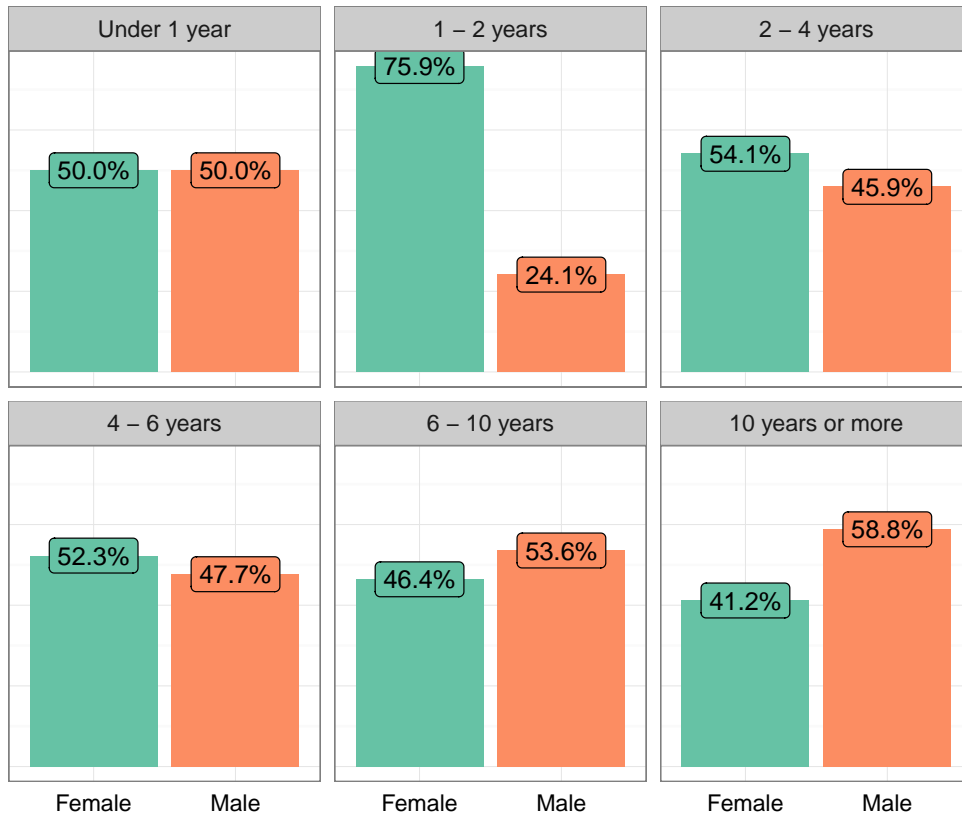 Under 1 year
1 – 2 years
2 – 4 years
50.0%
50.0%
75.9%
24.1%
54.1%
45.9%
4 – 6 years
6 – 10 years
10 years or more
52.3%
47.7%
46.4%
53.6%
41.2%
58.8%
Female
Male
Female
Male
Female
Male